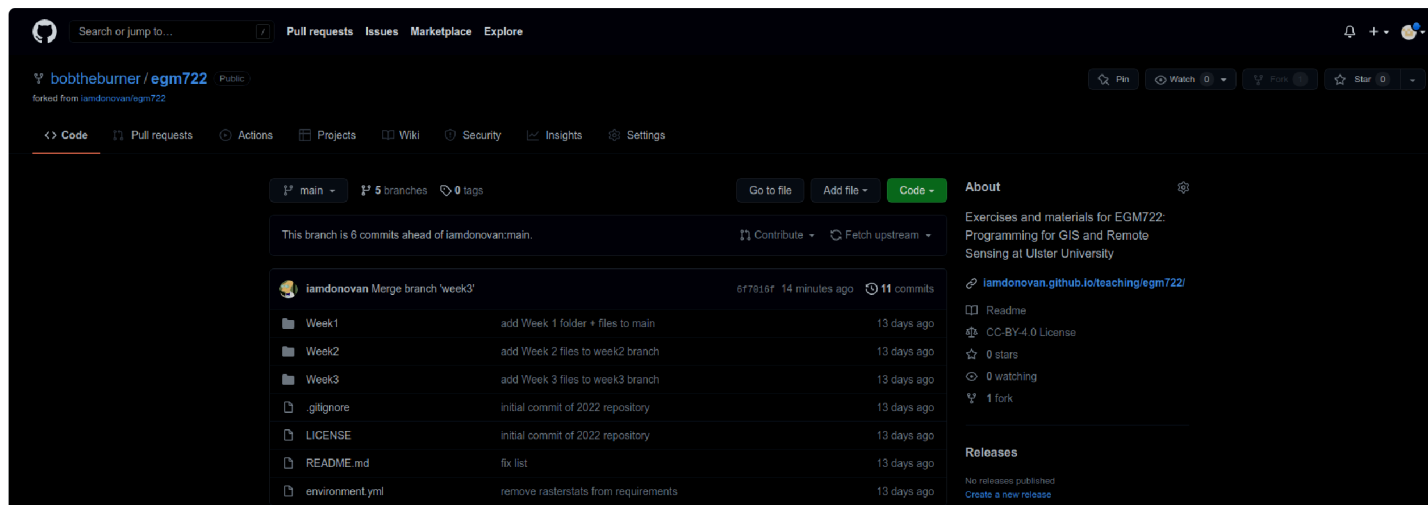 Search or jump to… / Pull requests Issues Marketplace Explore
bobtheburner / egm722 Public Pin Watch 0 Fork 1 Star 0
forked from iamdonovan/egm722
Code Pull requests Actions Projects Wiki Security Insights Settings
main 5 branches 0 tags Go to file Add file Code
This branch is 6 commits ahead of iamdonovan:main. Contribute Fetch upstream
iamdonovan Merge branch 'week3' 6f7816f 14 minutes ago 11 commits
Week1 add Week 1 folder + files to main 13 days ago
Week2 add Week 2 files to week2 branch 13 days ago
Week3 add Week 3 files to week3 branch 13 days ago
.gitignore initial commit of 2022 repository 13 days ago
LICENSE initial commit of 2022 repository 13 days ago
README.md fix list 13 days ago
environment.yml remove rasterstats from requirements 13 days ago
About
Exercises and materials for EGM722:
Programming for GIS and Remote
Sensing at Ulster University
iamdonovan.github.io/teaching/egm722/
Readme
CC-BY-4.0 License
0 stars
0 watching
1 fork
Releases
No releases published
Create a new release